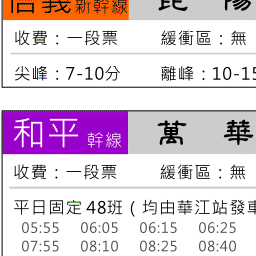 信義新幹線 昆 陽
收費：一段票 緩衝區：無
尖峰：7-10分 離峰：10-15
和平 幹線 萬 華
收費：一段票 緩衝區：無
平日固定 48班 ( 均由華江站發車
05:55 06:05 06:15 06:25
07:55 08:10 08:25 08:40